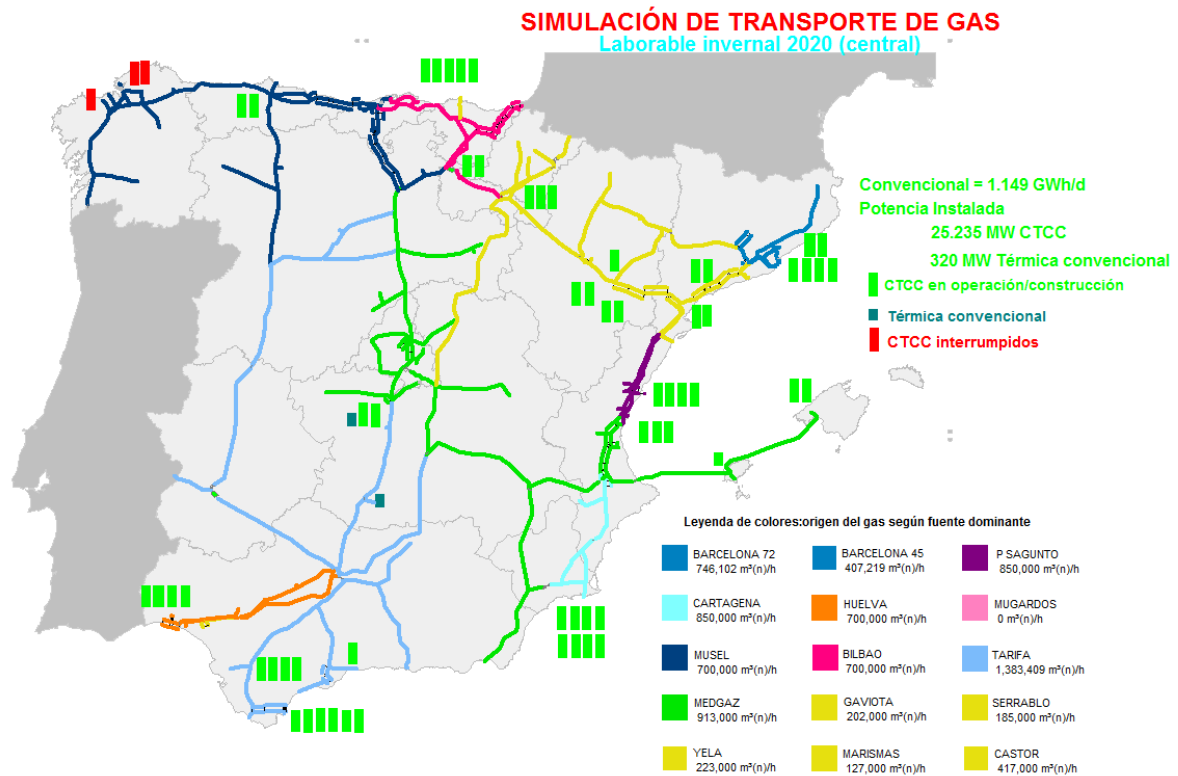 SIMULACIÓN DE TRANSPORTE DE GAS
Laborable invernal 2020 (central)
Convencional = 1.149 GWh/d
Potencia Instalada
25.235 MW CTCC
320 MW Térmica convencional
CTCC en operación/construcción
Térmica convencional
CTCC interrumpidos
Leyenda de colores:origen del gas según fuente dominante
BARCELONA 72
746,102 m³(n)/h
BARCELONA 45
407,219 m³(n)/h
P SAGUNTO
850,000 m³(n)/h
CARTAGENA
850,000 m³(n)/h
HUELVA
700,000 m³(n)/h
MUGARDOS
0 m³(n)/h
MUSEL
700,000 m³(n)/h
BILBAO
700,000 m³(n)/h
TARIFA
1,383,409 m³(n)/h
MEDGAZ
913,000 m³(n)/h
GAVIOTA
202,000 m³(n)/h
SERRABLO
185,000 m³(n)/h
YELA
223,000 m³(n)/h
MARISMAS
127,000 m³(n)/h
CASTOR
417,000 m³(n)/h